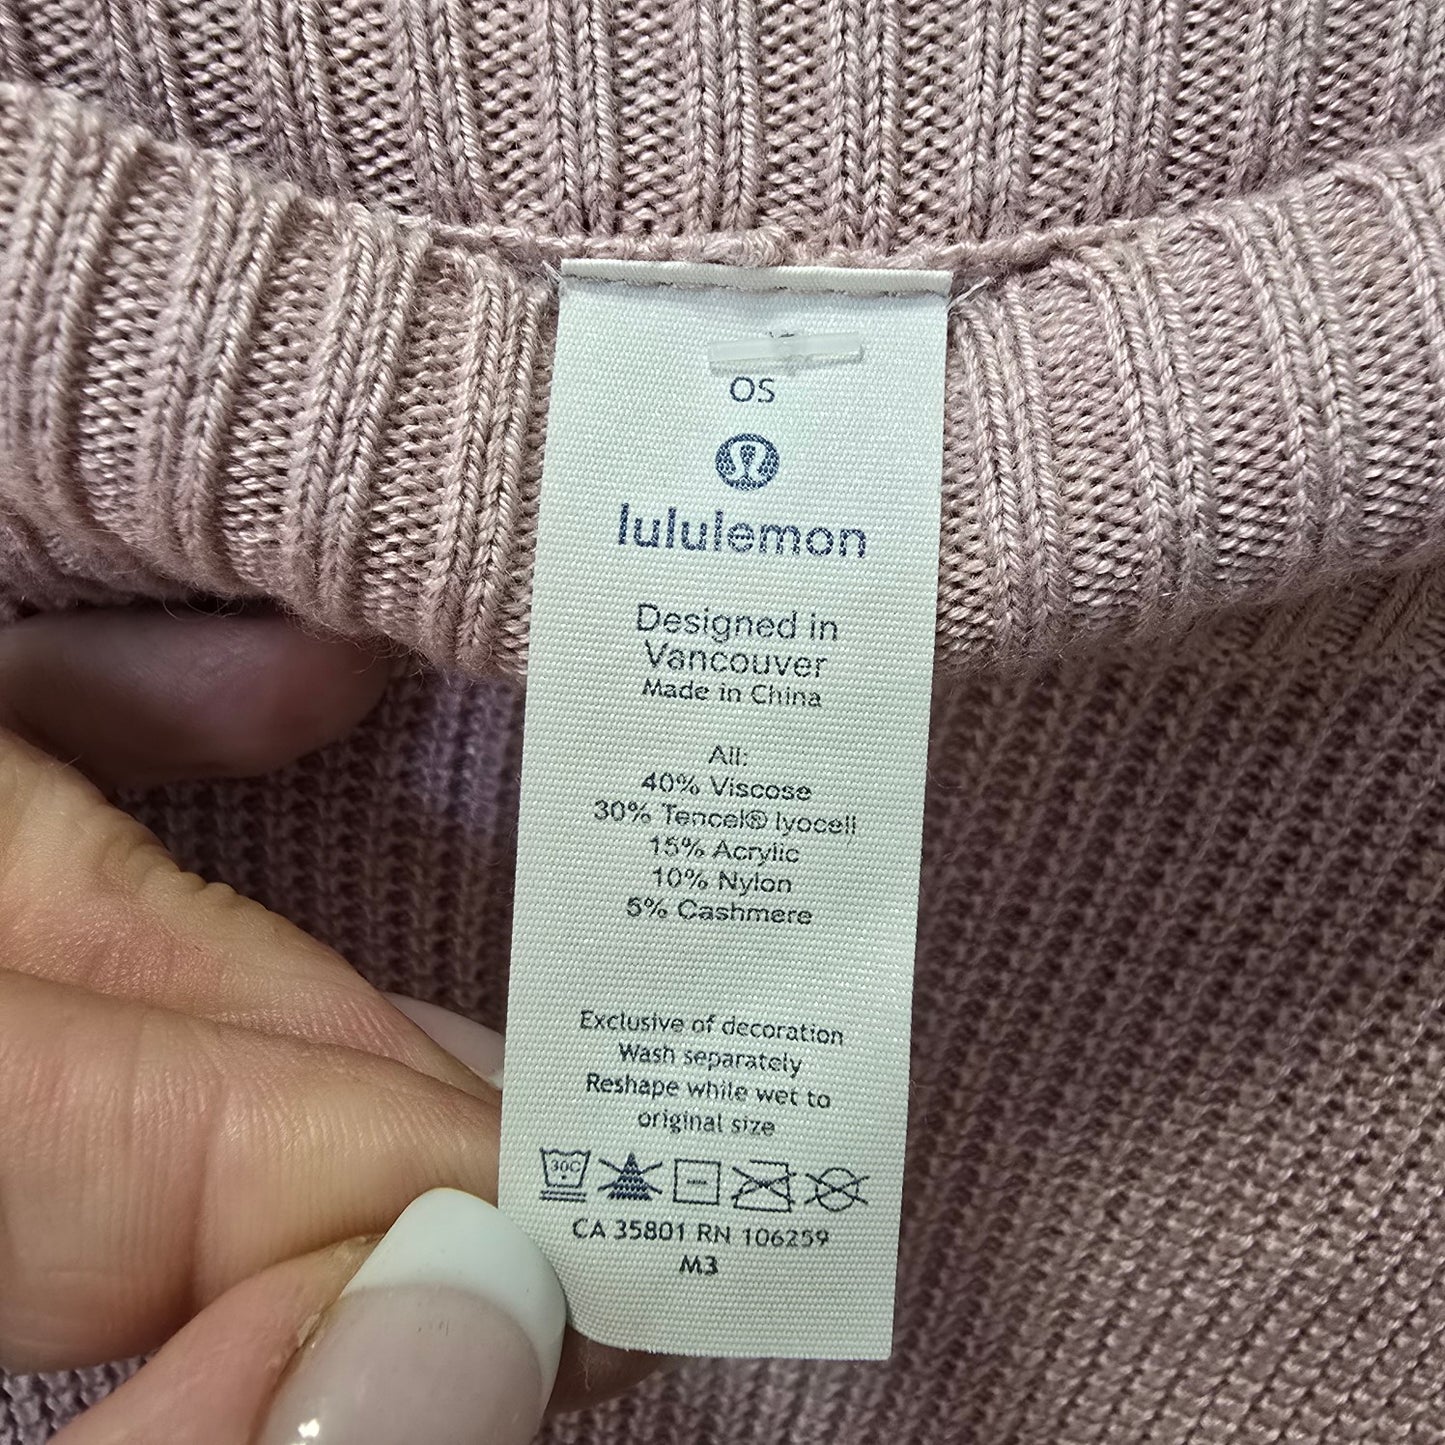 OS
lululemon
Designed in
Vancouver
Made in China
All:
40% Viscose
30% Tencel® lyocell
15% Acrylic
10% Nylon
5% Cashmere
Exclusive of decoration
Wash separately
Reshape while wet to
original size
30C
CA 35801 RN 106259
M3